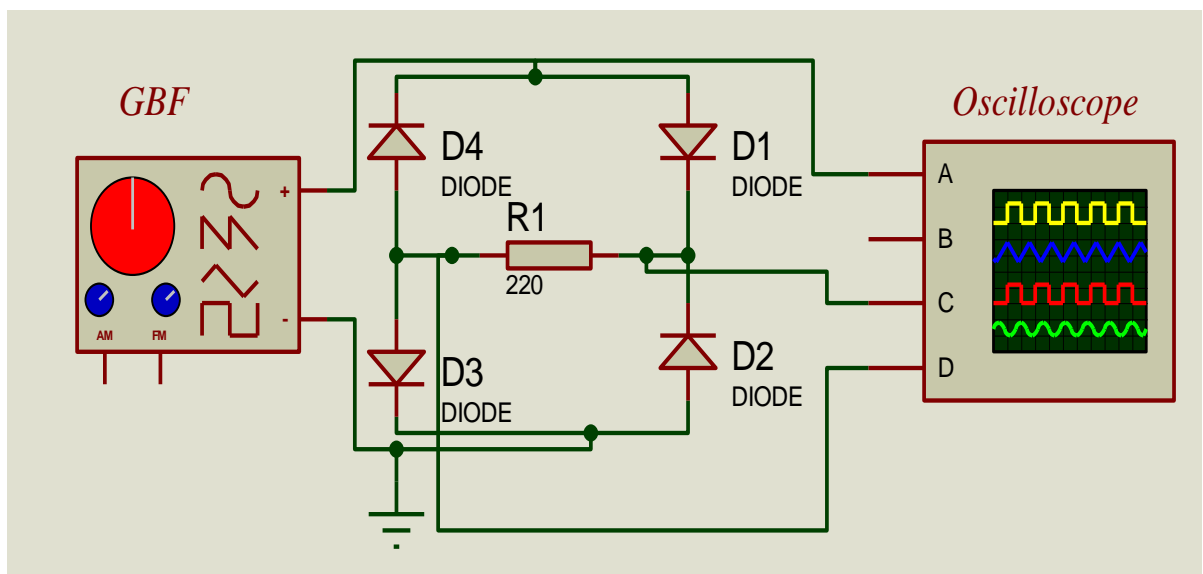 GBF
Oscilloscope
+
-
AM
FM
D4
DIODE
D1
DIODE
R1
220
D3
DIODE
D2
DIODE
A
B
C
D